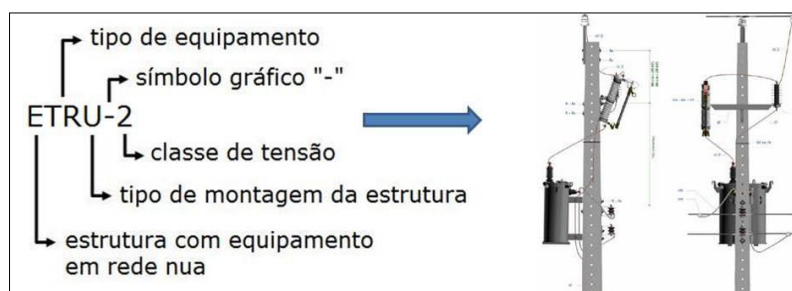 tipo de equipamento
símbolo gráfico "-"
ETRU-2
classe de tensão
tipo de montagem da estrutura
estrutura com equipamento
em rede nua